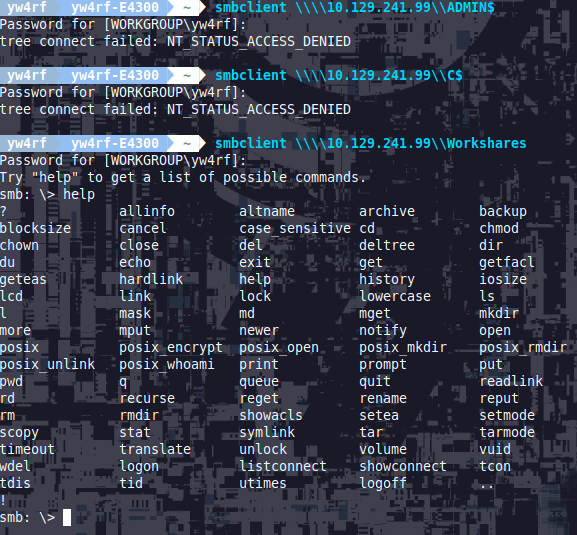 yw4rf yw4rf-E4300 ~ smbclient \\\\10.129.241.99\\ADMIN$
Password for [WORKGROUP\yw4rf]:
tree connect failed: NT_STATUS_ACCESS_DENIED
yw4rf yw4rf-E4300 ~ smbclient \\\\10.129.241.99\\C$
Password for [WORKGROUP\yw4rf]:
tree connect failed: NT_STATUS_ACCESS_DENIED
yw4rf yw4rf-E4300 ~ smbclient \\\\10.129.241.99\\Workshares
Password for [WORKGROUP\yw4rf]:
Try "help" to get a list of possible commands.
smb: \> help
? allinfo altname archive backup
blocksize cancel case_sensitive cd chmod
chown close del deltree dir
du echo exit get getfacl
geteas hardlink help history iosize
lcd link lock lowercase ls
l mask md mget mkdir
more mput newer notify open
posix posix_encrypt posix_open posix_mkdir posix_rmdir
posix_unlink posix_whoami print prompt put
pwd q queue quit readlink
rd recurse reget rename reput
rm rmdir showacls setea setmode
scopy stat symlink tar tarmode
timeout translate unlock volume vuid
wdel logon listconnect showconnect tcon
tdis tid utimes logoff ..
!
smb: \>